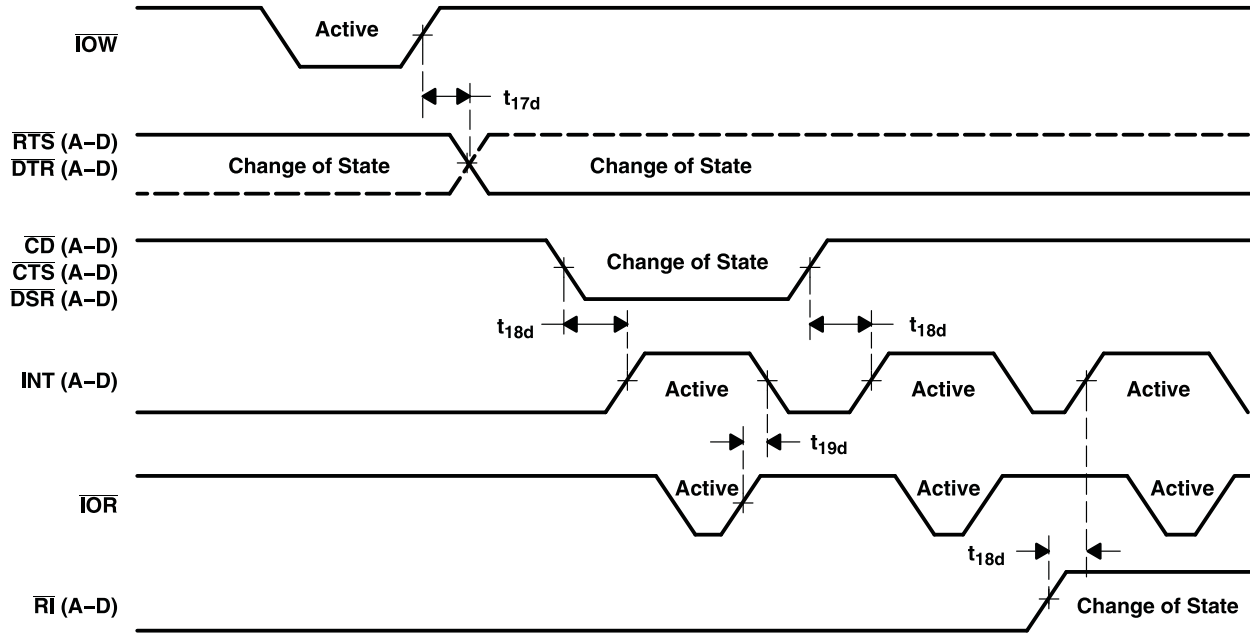 IOW
Active
t17d
RTS (A–D)
DTR (A–D)
Change of State
Change of State
CD (A–D)
CTS (A–D)
DSR (A–D)
Change of State
t18d
t18d
INT (A–D)
Active
Active
Active
t19d
IOR
Active
Active
Active
t18d
RI (A–D)
Change of State